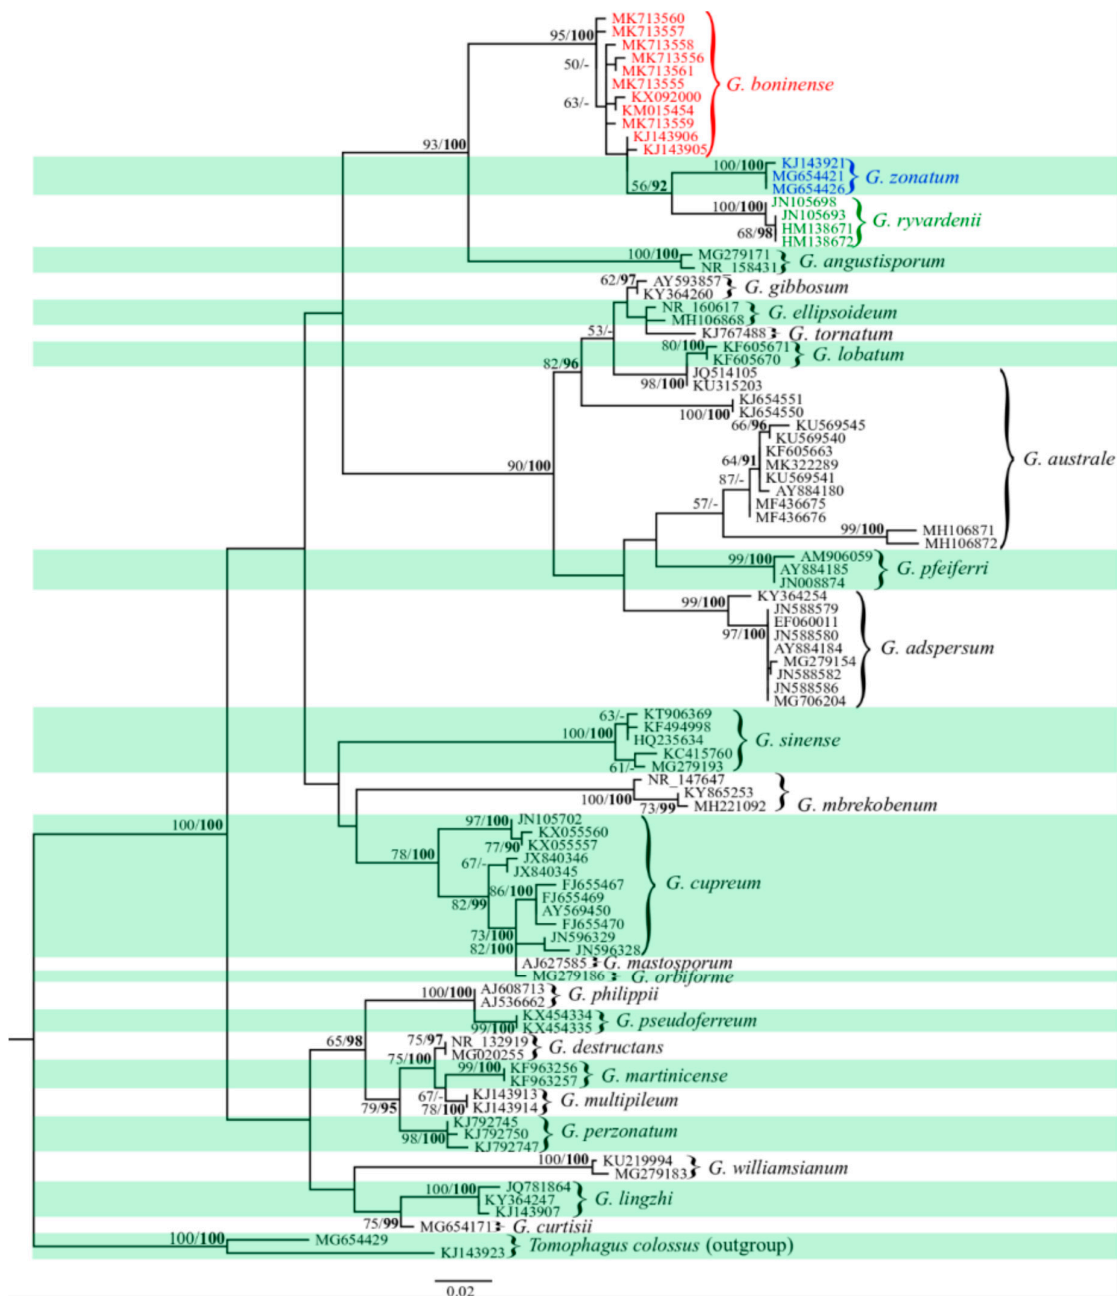 MK713560
MK713557
95/100
MK713558
MK713556
50/-
MK713561
MK713555
G. boninense
KX092000
63/-
KM015454
MK713559
KJ143906
93/100
KJ143905
100/100
KJ143921
MG654421
G. zonatum
56/92
MG654426
100/100
JN105698
JN105693
G. ryvardenii
68/98
HM138671
HM138672
100/100
MG279171
G. angustisporum
NR_158431
62/97
AY593857
G. gibbosum
KY364260
NR_160617
G. ellipsoideum
MH106868
53/-
KJ767488
G. tornatum
80/100
KF605671
G. lobatum
KF605670
82/96
JQ514105
98/100
KU315203
KJ654551
100/100
KJ654550
66/96
KU569545
KU569540
KF605663
64/91
MK322289
G. australe
90/100
87/-
KU569541
AY884180
57/-
MF436675
MF436676
99/100
MH106871
MH106872
99/100
AM906059
AY884185
G. pfeiferri
JN008874
KY364254
99/100
JN588579
EF060011
97/100
JN588580
AY884184
G. adspersum
MG279154
JN588582
JN588586
MG706204
63/-
KT906369
KF494998
100/100
HQ235634
G. sinense
KC415760
61/-
MG279193
NR_147647
KY865253
100/100
73/99
MH221092
G. mbrekobenum
100/100
97/100
JN105702
KX055560
77/90
KX055557
78/100
67/-
JX840346
JX840345
86/100
FJ655467
G. cupreum
82/99
FJ655469
AY569450
FJ655470
73/100
JN596329
82/100
JN596328
AJ627585
G. mastosporum
MG279186
G. orbiforme
100/100
AJ608713
G. philippii
AJ536662
KX454334
G. pseudoferreum
99/100
KX454335
65/98
75/97
NR_132919
G. destructans
MG020255
75/100
99/100
KF963256
G. martinicense
KF963257
67/-
KJ143913
G. multipileum
79/95
78/100
KJ143914
KJ792745
KJ792750
G. perzonatum
98/100
KJ792747
100/100
KU219994
G. williamsianum
MG279183
100/100
JQ781864
KY364247
G. lingzhi
KJ143907
75/99
MG654171
G. curtisii
100/100
MG654429
Tomophagus colossus (outgroup)
KJ143923
0.02